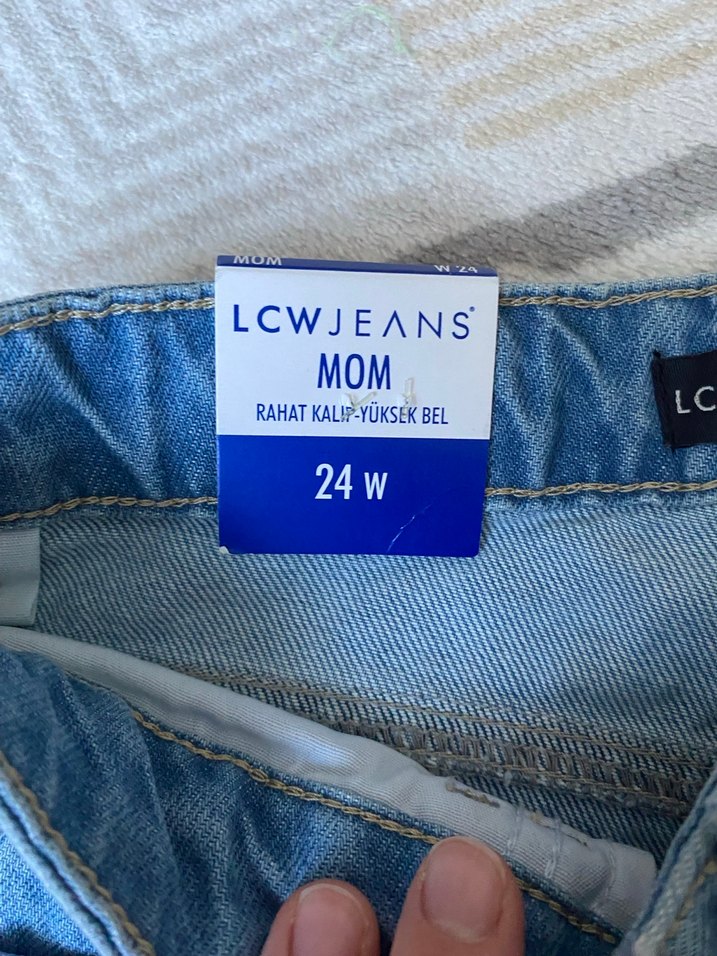 MOM W 24
LCWJEANS®
MOM
RAHAT KALIP-YÜKSEK BEL
24 W
LC